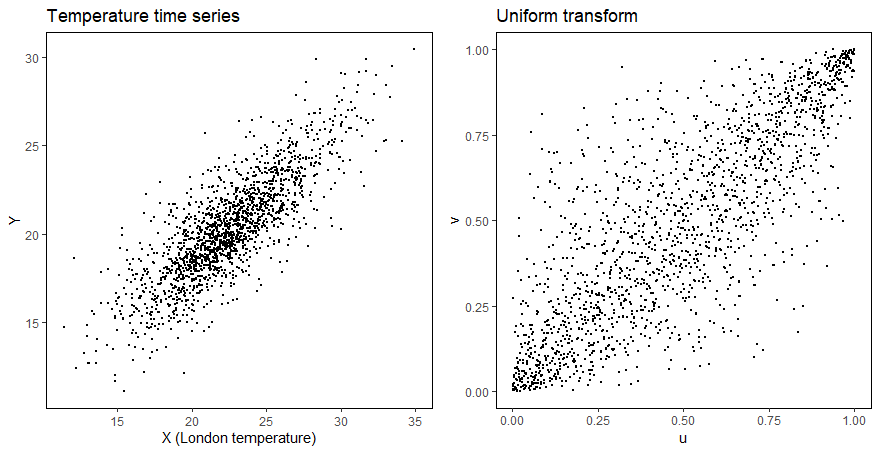 Temperature time series
30
25
20
15
Y
15 20 25 30 35
X (London temperature)
Uniform transform
1.00
0.75
0.50
0.25
0.00
v
0.00 0.25 0.50 0.75 1.00
u